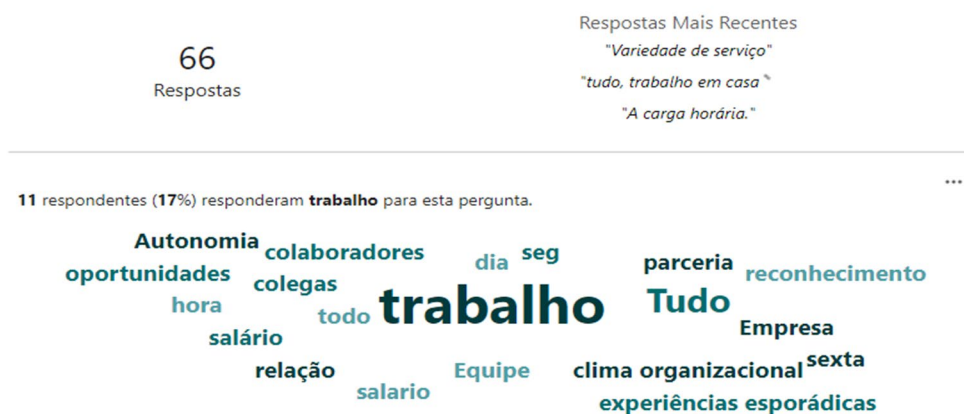 66
Respostas
Respostas Mais Recentes
"Variedade de serviço"
"tudo, trabalho em casa "
"A carga horária."
...
11 respondentes (17%) responderam trabalho para esta pergunta.
Autonomia
colaboradores
dia
seg
parceria
reconhecimento
oportunidades
colegas
hora
todo
trabalho
Tudo
Empresa
salário
relação
salario
Equipe
clima organizacional
sexta
experiências esporádicas